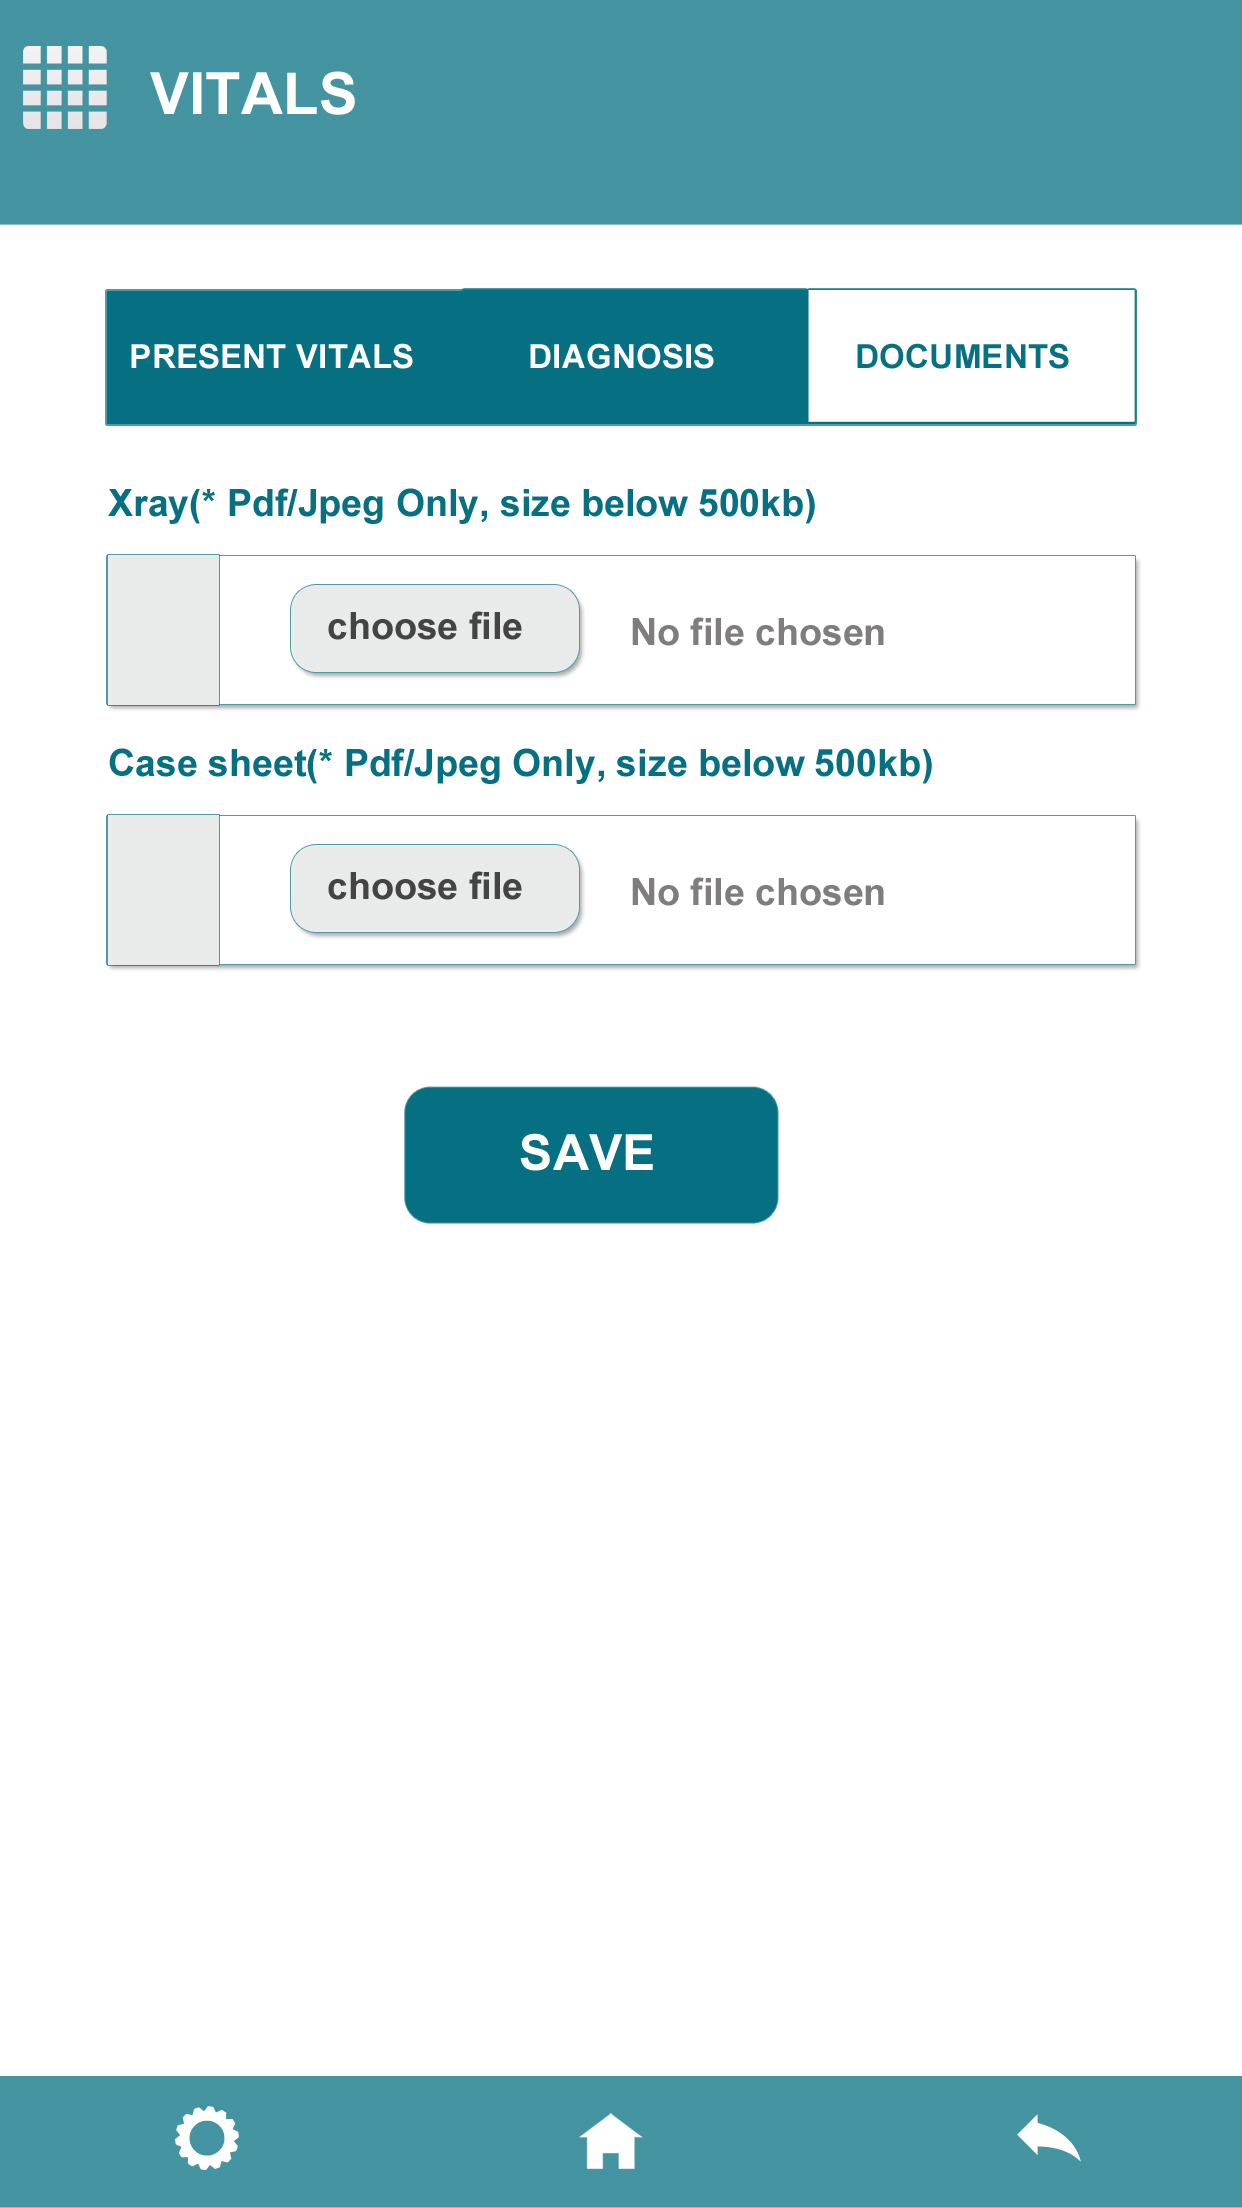 VITALS
PRESENT VITALS DIAGNOSIS DOCUMENTS
Xray(* Pdf/Jpeg Only, size below 500kb)
choose file No file chosen
Case sheet(* Pdf/Jpeg Only, size below 500kb)
choose file No file chosen
SAVE